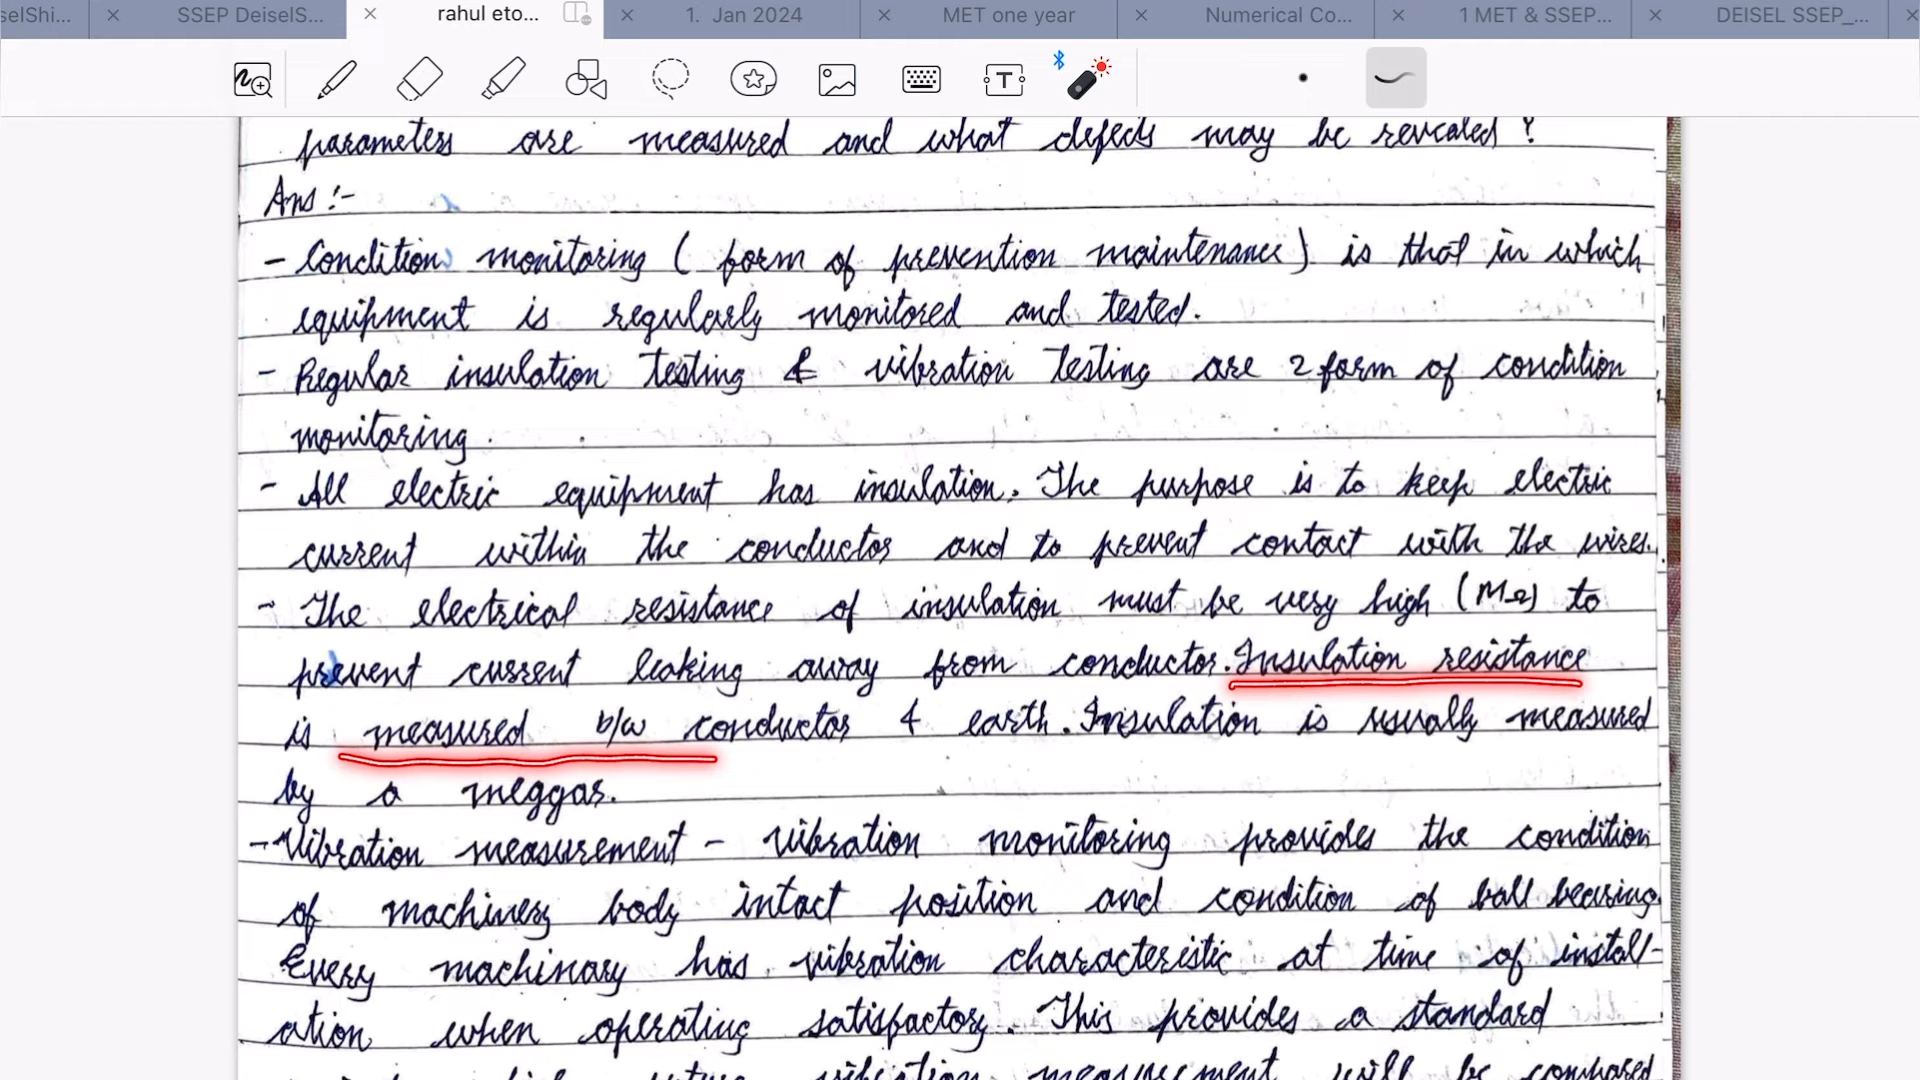 elShi...
SSEP DeiselS...
rahul eto...
1. Jan 2024
MET one year
Numerical Co...
1 MET & SSEP...
DEISEL SSEP_...
T
parameters are measured and what defects may be revealed?
Ans :-
- Condition monitoring ( form of prevention maintenance) is that in which
equipment is regularly monitored and tested.
- Regular insulation testing & vibration testing are 2 form of condition
monitoring.
- All electric equipment has insulation. The purpose is to keep electric
current within the conductor and to prevent contact with the wires.
- The electrical resistance of insulation must be very high (MΩ) to
prevent current leaking away from conductor. Insulation resistance
is measured b/w conductor & earth. Insulation is usually measured
by a meggar.
- Vibration measurement - vibration monitoring provides the condition
of machinery body intact position and condition of ball bearing.
Every machinary has vibration characteristic at time of install-
ation when operating satisfactory. This provides a standard
vibration measurement will be compared